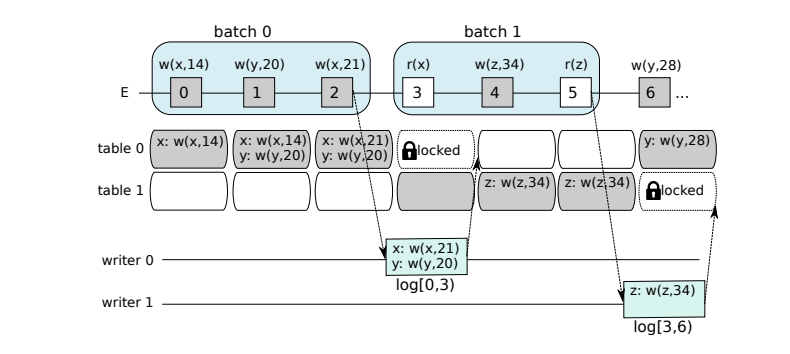 batch 0 batch 1
w(x,14) w(y,20) w(x,21) r(x) w(z,34) r(z) w(y,28)
E 0 1 2 3 4 5 6 ...
table 0 x: w(x,14) x: w(x,14) x: w(x,21) locked y: w(y,28)
y: w(y,20) y: w(y,20)
table 1 z: w(z,34) z: w(z,34) locked
writer 0 x: w(x,21)
y: w(y,20)
log[0,3)
writer 1 z: w(z,34)
log[3,6)